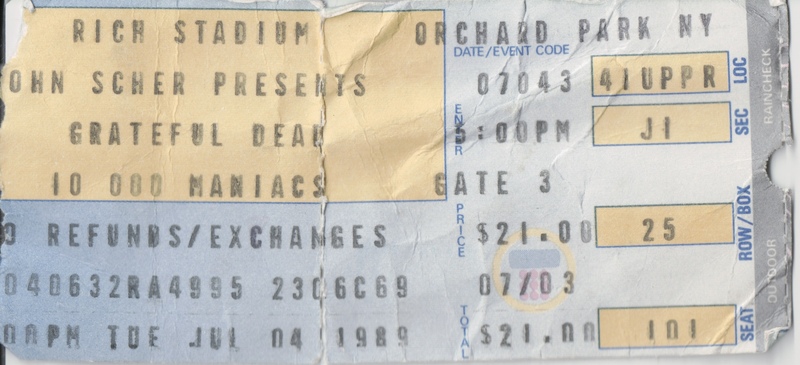 RICH STADIUM ORCHARD PARK NY
DATE/EVENT CODE
OHN SCHER PRESENTS 07043 41UPPR LOC
GRATEFUL DEAD 5:00PM J1 SEC
ENTER
10 000 MANIACS GATE 3
PRICE
O REFUNDS/EXCHANGES $21.00 25 ROW/BOX
040632RA4995 230C6C69 07/03
TOTAL
00PM TUE JUL 04 1989 $21.00 101 SEAT
RAINCHECK
OUTDOOR